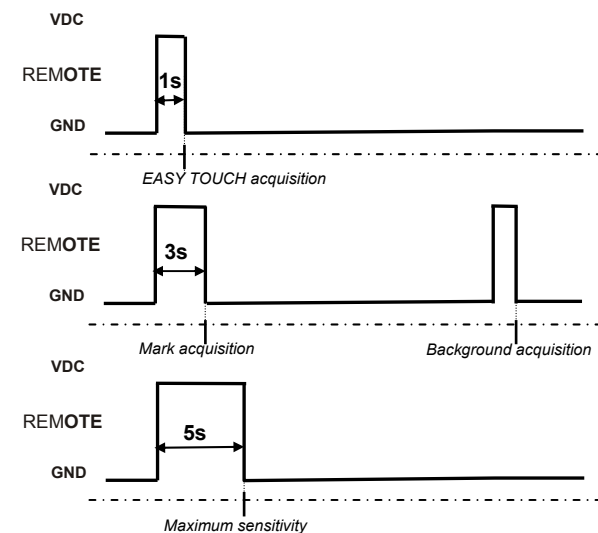 VDC
REMOTE
1s
GND
EASY TOUCH acquisition
VDC
REMOTE
3s
GND
Mark acquisition Background acquisition
VDC
REMOTE
5s
GND
Maximum sensitivity